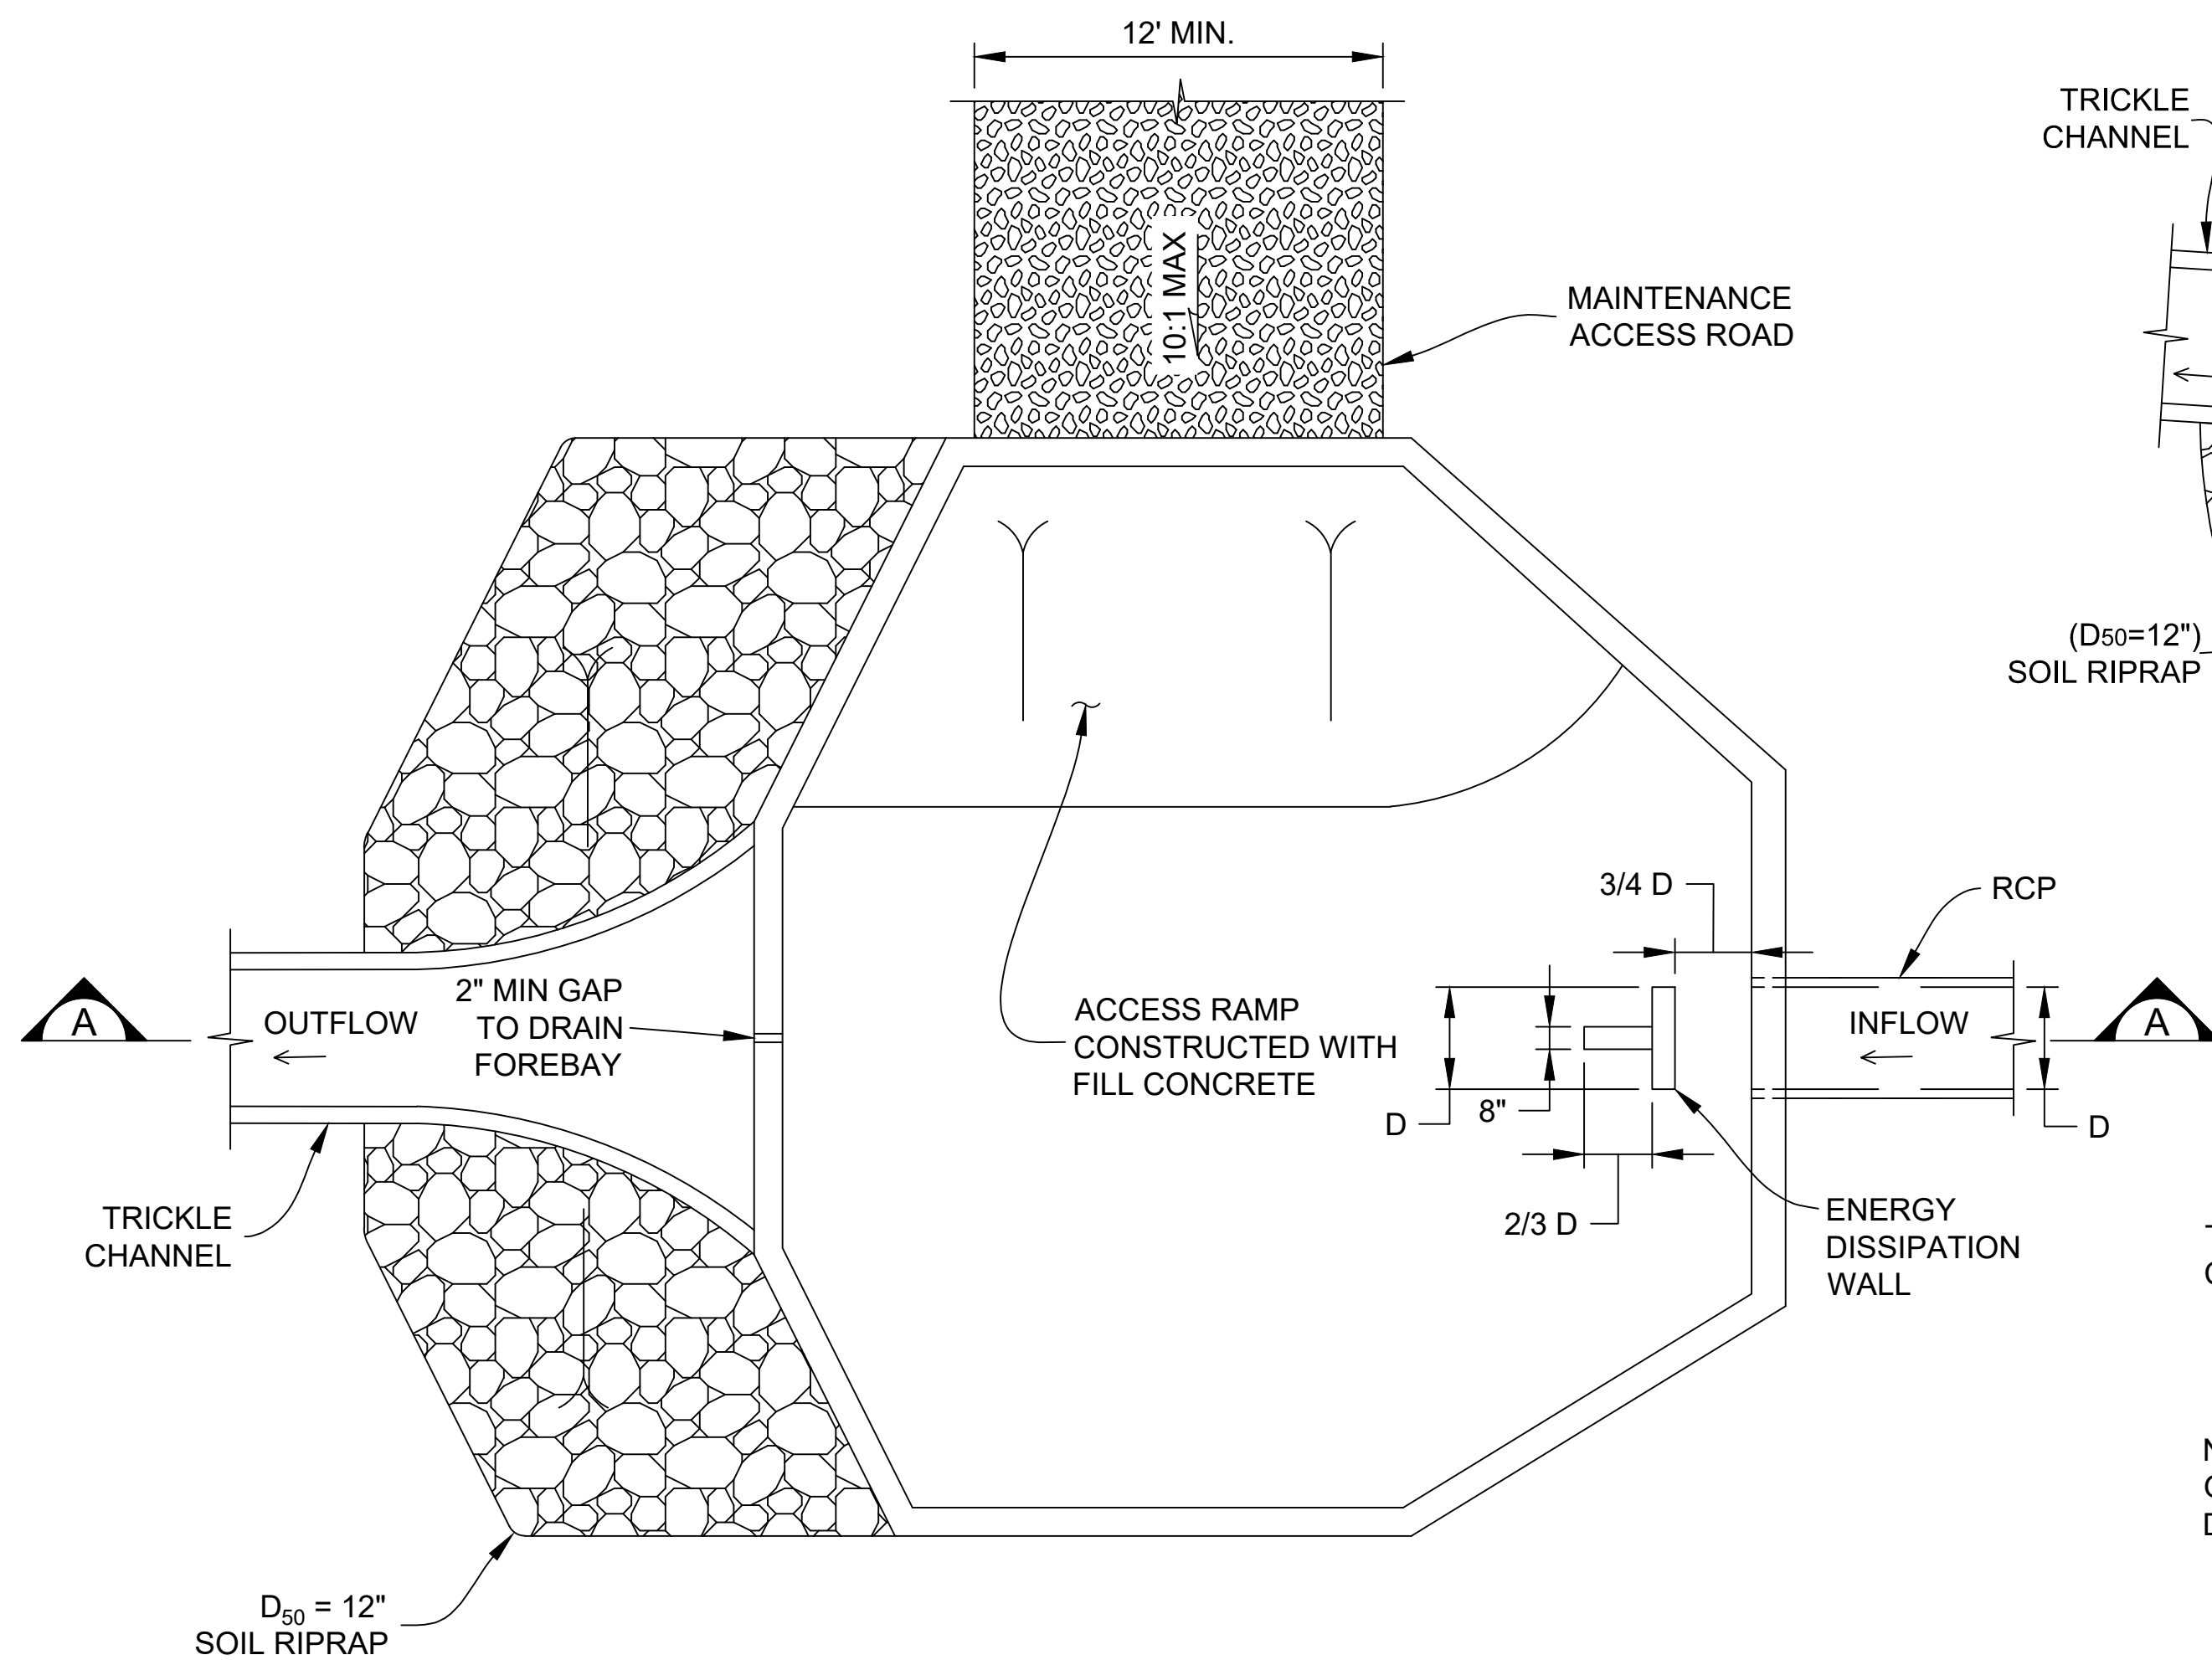 12' MIN.
TRICKLE
CHANNEL
10:1 MAX
MAINTENANCE
ACCESS ROAD
(D50=12")
SOIL RIPRAP
3/4 D
RCP
2" MIN GAP
TO DRAIN
FOREBAY
A
OUTFLOW
ACCESS RAMP
CONSTRUCTED WITH
FILL CONCRETE
INFLOW
A
D
8"
D
2/3 D
TRICKLE
CHANNEL
ENERGY
DISSIPATION
WALL
D50 = 12"
SOIL RIPRAP